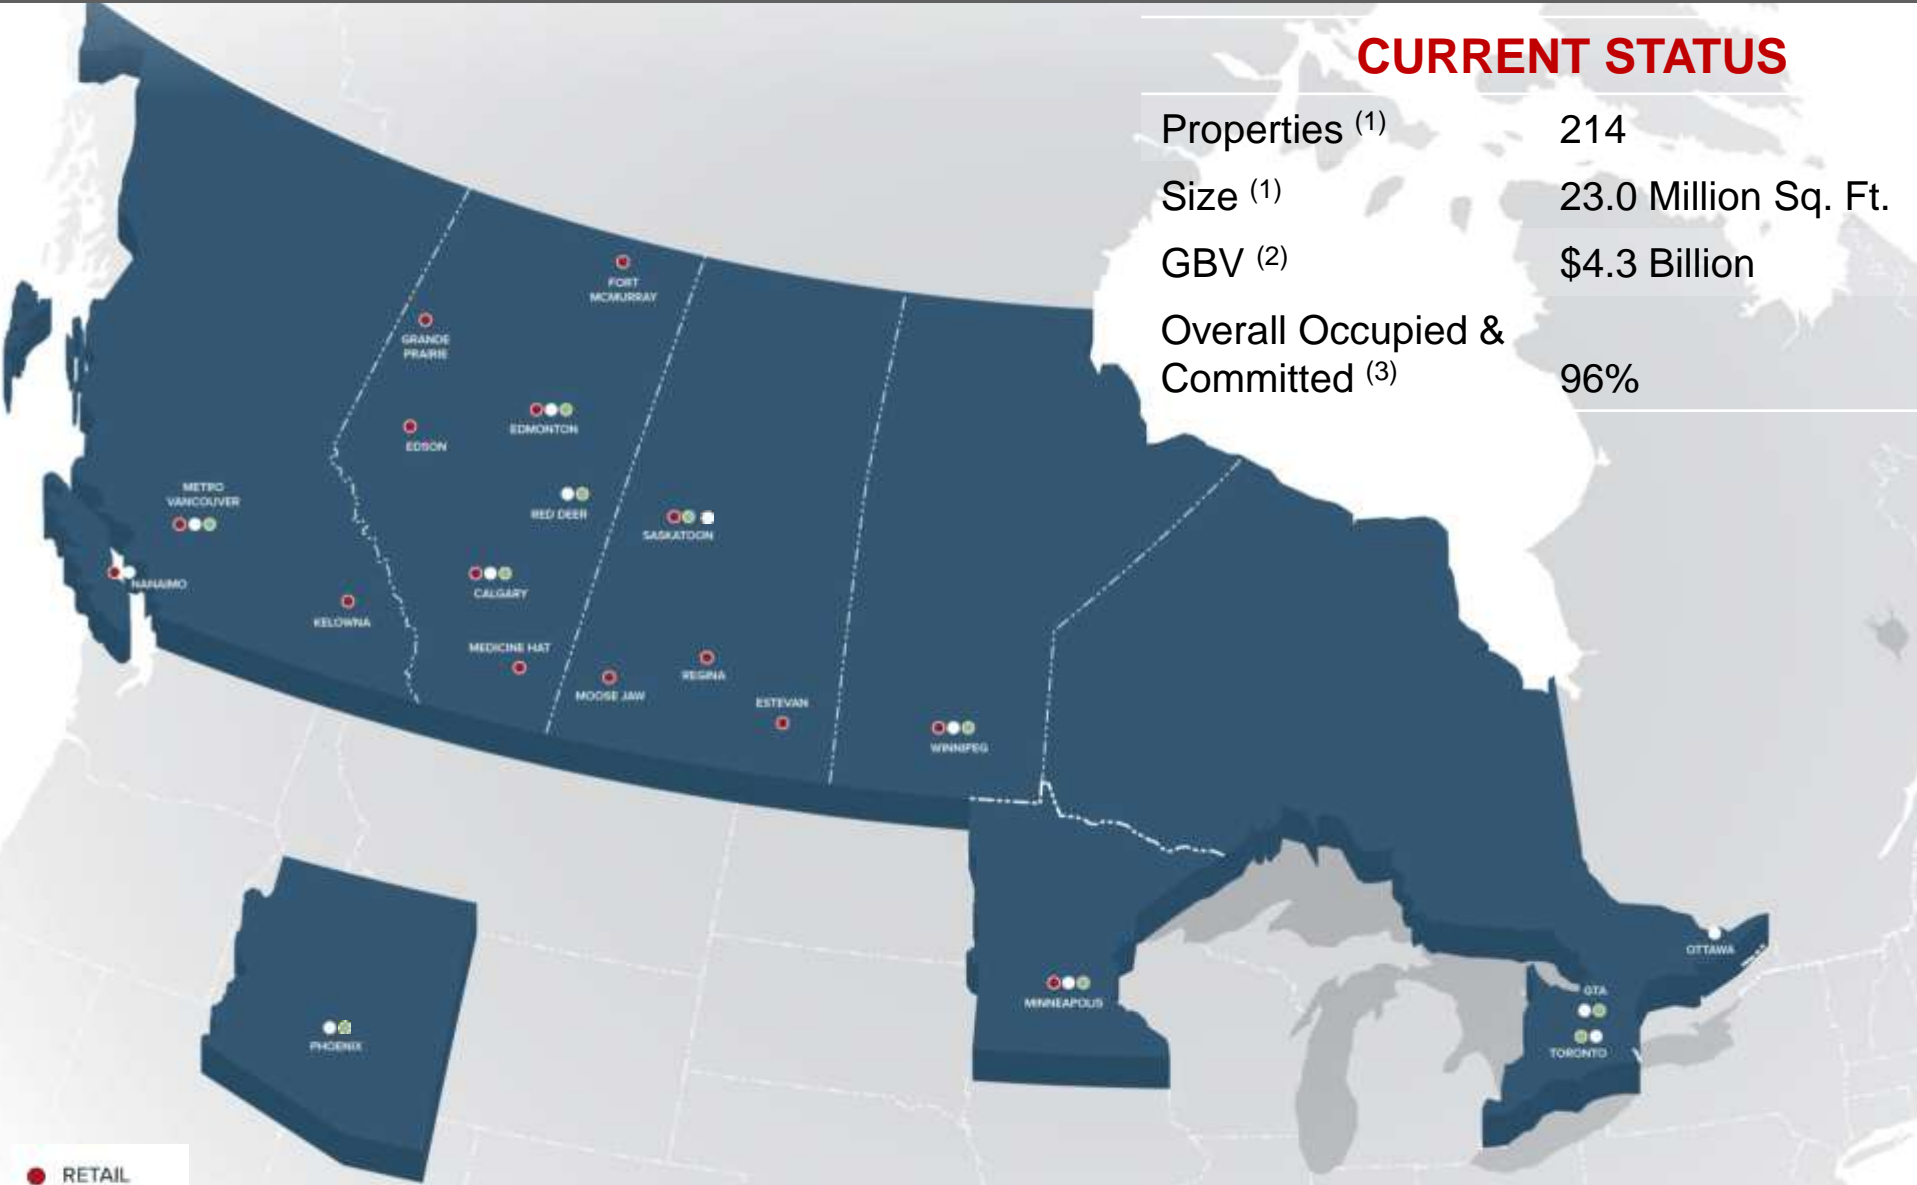 CURRENT STATUS
Properties (1) 214
Size (1) 23.0 Million Sq. Ft.
GBV (2) $4.3 Billion
Overall Occupied &
Committed (3) 96%
FORT
MCMURRAY
GRANDE
PRAIRIE
EDMONTON
EDSON
METRO
VANCOUVER
RED DEER
SASKATOON
NANAIMO
CALGARY
KELOWNA
MEDICINE HAT
REGINA
MOOSE JAW
ESTEVAN
WINNIPEG
OTTAWA
MINNEAPOLIS
GTA
PHOENIX
TORONTO
RETAIL